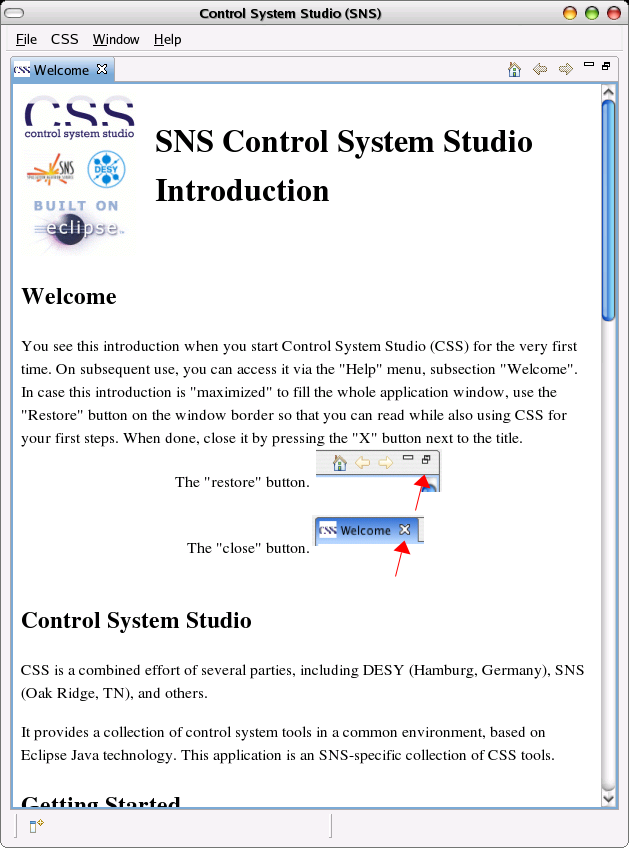 Control System Studio (SNS)
File CSS Window Help
CSS Welcome
CSS
control system studio
SNS
DESY
BUILT ON
eclipse™
SNS Control System Studio
Introduction
Welcome
You see this introduction when you start Control System Studio (CSS) for the very first
time. On subsequent use, you can access it via the "Help" menu, subsection "Welcome".
In case this introduction is "maximized" to fill the whole application window, use the
"Restore" button on the window border so that you can read while also using CSS for
your first steps. When done, close it by pressing the "X" button next to the title.
The "restore" button.
The "close" button.
CSS Welcome
Control System Studio
CSS is a combined effort of several parties, including DESY (Hamburg, Germany), SNS
(Oak Ridge, TN), and others.
It provides a collection of control system tools in a common environment, based on
Eclipse Java technology. This application is an SNS-specific collection of CSS tools.
Getting Started